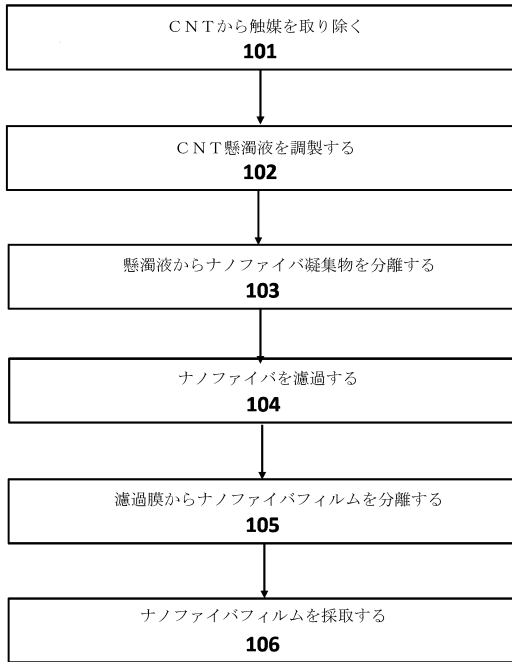 ＣＮＴから触媒を取り除く
101
ＣＮＴ懸濁液を調製する
102
懸濁液からナノファイバ凝集物を分離する
103
ナノファイバを濾過する
104
濾過膜からナノファイバフィルムを分離する
105
ナノファイバフィルムを採取する
106